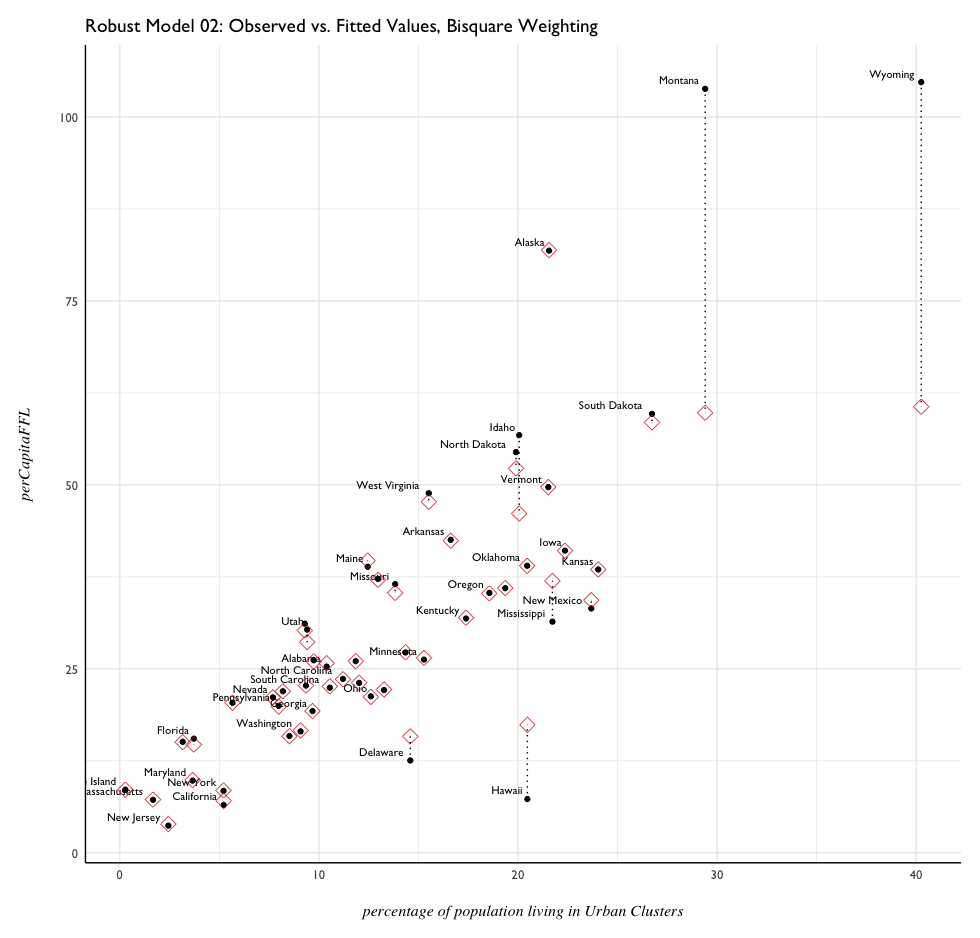 Robust Model 02: Observed vs. Fitted Values, Bisquare Weighting
Montana
Wyoming
100
Alaska
75
South Dakota
Idaho
North Dakota
Vermont
West Virginia
50
Arkansas
Iowa
Maine
Oklahoma
Kansas
Missouri
Oregon
New Mexico
Kentucky
Mississippi
Utah
Minnesota
Alabama
25
North Carolina
South Carolina
Nevada
Ohio
Pennsylvania
Georgia
Washington
Florida
Delaware
Maryland
Island
New York
assachusetts
California
Hawaii
New Jersey
0
0 10 20 30 40
perCapitaFFL
percentage of population living in Urban Clusters